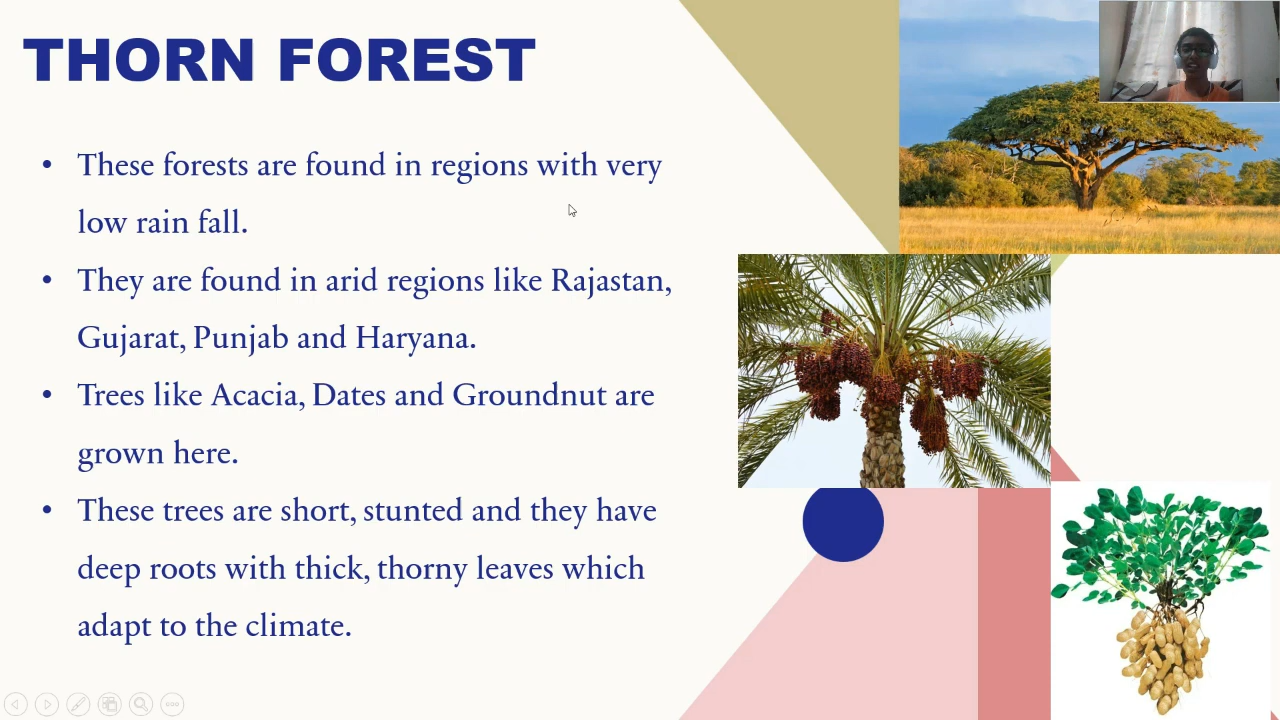 THORN FOREST
• These forests are found in regions with very
low rain fall.
• They are found in arid regions like Rajastan,
Gujarat, Punjab and Haryana.
• Trees like Acacia, Dates and Groundnut are
grown here.
• These trees are short, stunted and they have
deep roots with thick, thorny leaves which
adapt to the climate.